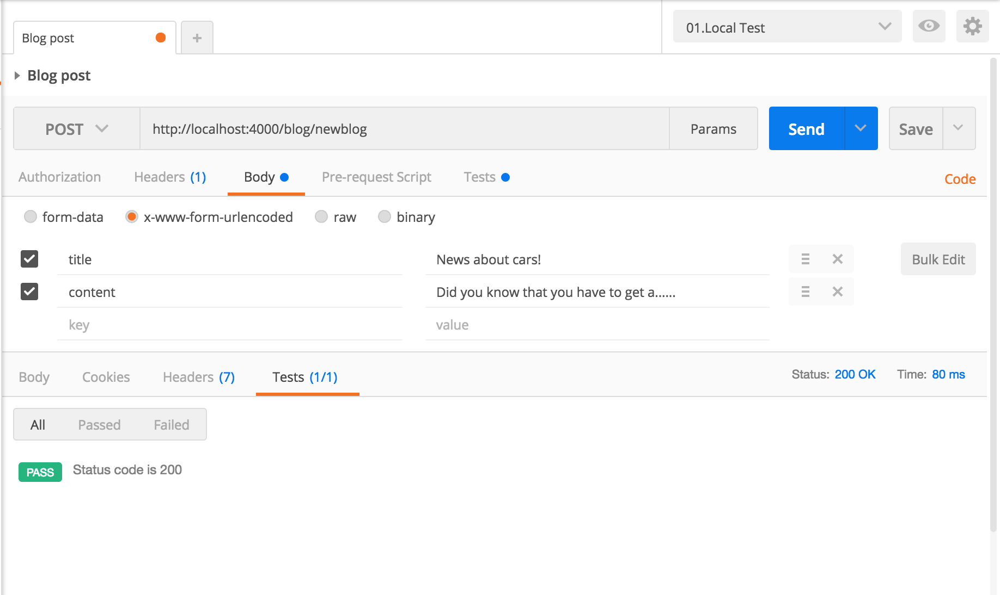 Blog post
+
01.Local Test
Blog post
POST http://localhost:4000/blog/newblog Params Send Save
Authorization Headers (1) Body Pre-request Script Tests Code
form-data x-www-form-urlencoded raw binary
title News about cars! Bulk Edit
content Did you know that you have to get a......
key value
Body Cookies Headers (7) Tests (1/1) Status: 200 OK Time: 80 ms
All Passed Failed
PASS Status code is 200